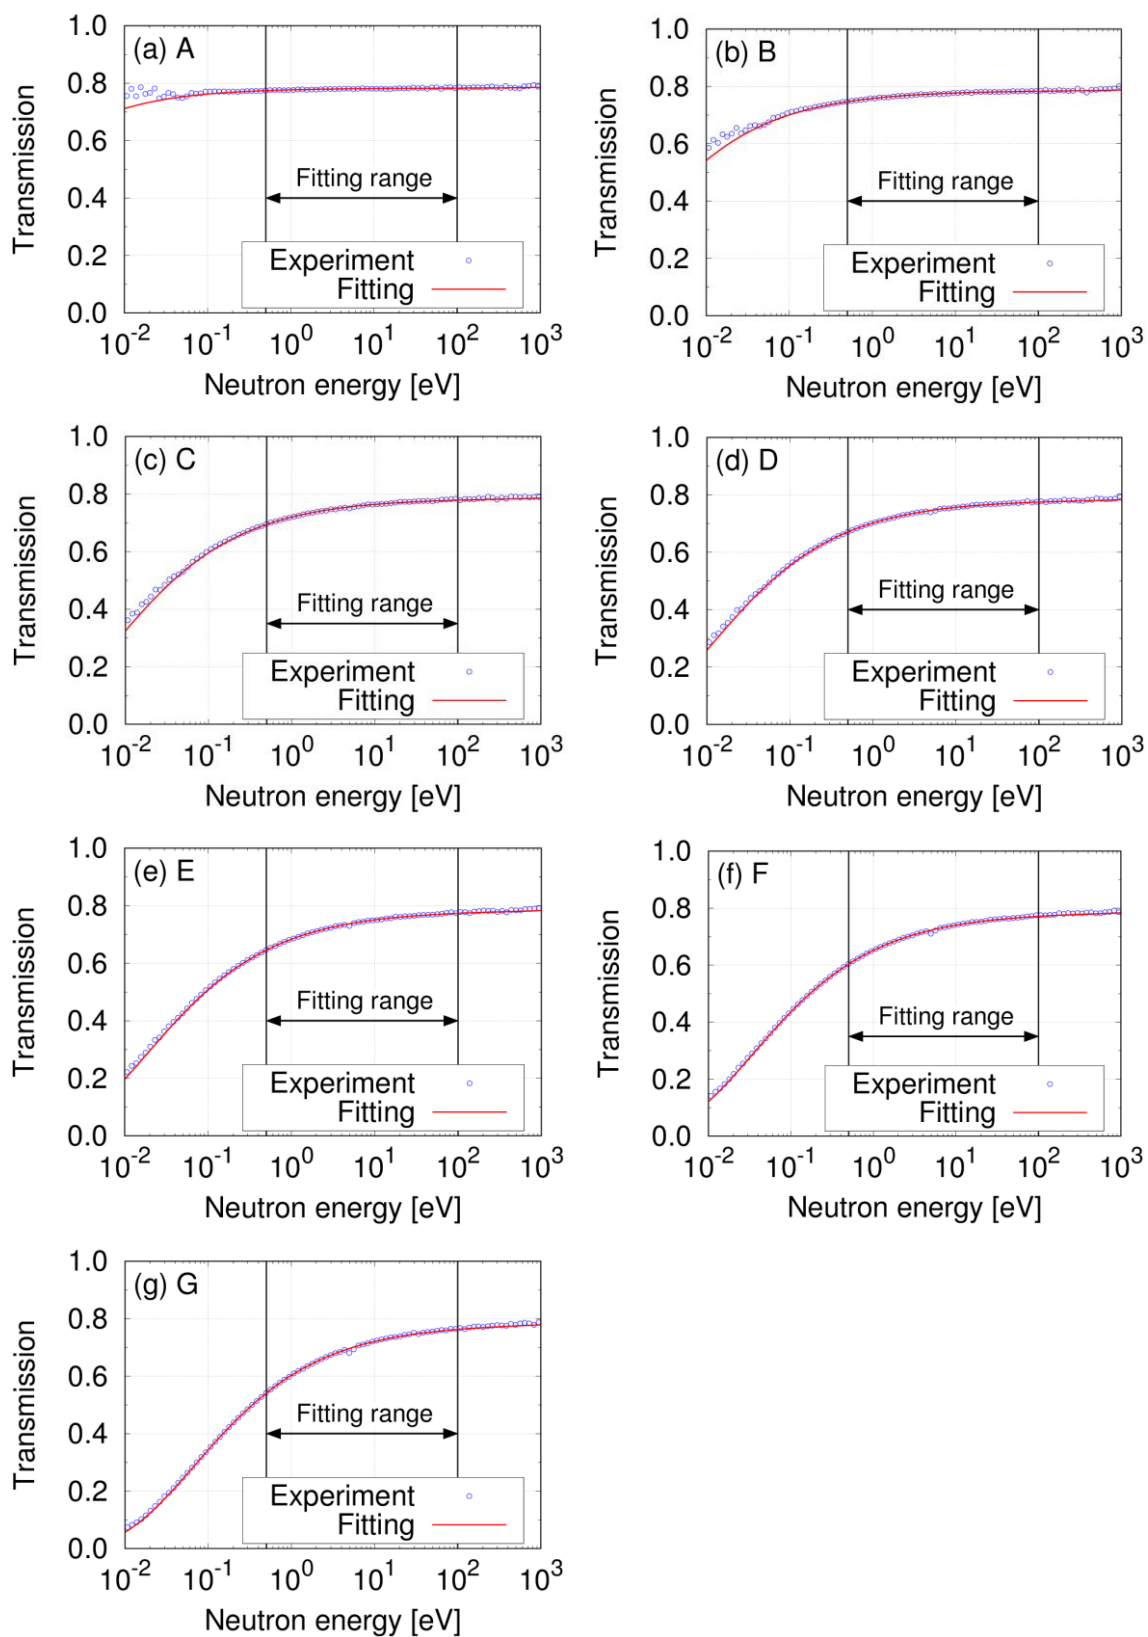 (a) A
1.0
0.8
0.6
0.4
0.2
0.0
Transmission
Fitting range
Experiment
Fitting
10⁻² 10⁻¹ 10⁰ 10¹ 10² 10³
Neutron energy [eV]
(b) B
1.0
0.8
0.6
0.4
0.2
0.0
Transmission
Fitting range
Experiment
Fitting
10⁻² 10⁻¹ 10⁰ 10¹ 10² 10³
Neutron energy [eV]
(c) C
1.0
0.8
0.6
0.4
0.2
0.0
Transmission
Fitting range
Experiment
Fitting
10⁻² 10⁻¹ 10⁰ 10¹ 10² 10³
Neutron energy [eV]
(d) D
1.0
0.8
0.6
0.4
0.2
0.0
Transmission
Fitting range
Experiment
Fitting
10⁻² 10⁻¹ 10⁰ 10¹ 10² 10³
Neutron energy [eV]
(e) E
1.0
0.8
0.6
0.4
0.2
0.0
Transmission
Fitting range
Experiment
Fitting
10⁻² 10⁻¹ 10⁰ 10¹ 10² 10³
Neutron energy [eV]
(f) F
1.0
0.8
0.6
0.4
0.2
0.0
Transmission
Fitting range
Experiment
Fitting
10⁻² 10⁻¹ 10⁰ 10¹ 10² 10³
Neutron energy [eV]
(g) G
1.0
0.8
0.6
0.4
0.2
0.0
Transmission
Fitting range
Experiment
Fitting
10⁻² 10⁻¹ 10⁰ 10¹ 10² 10³
Neutron energy [eV]